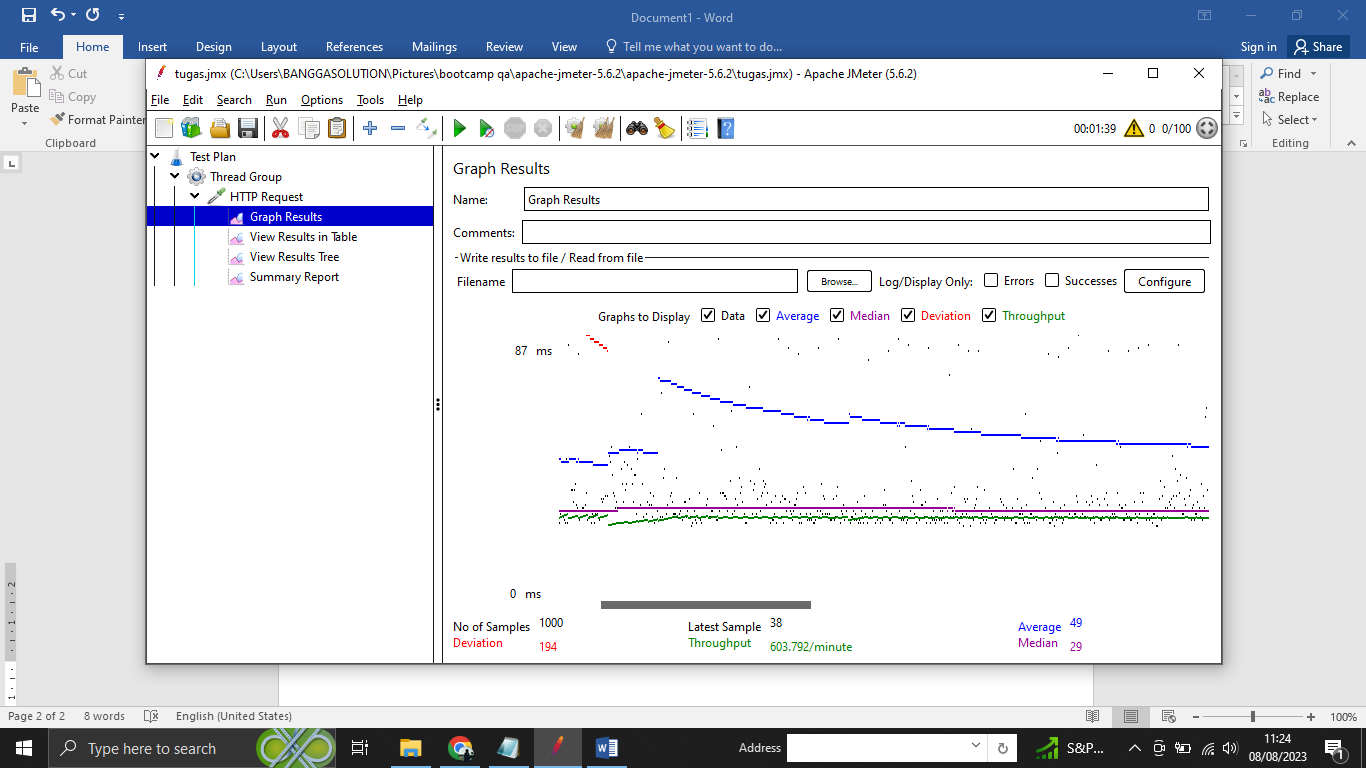 Document1 - Word
File Home Insert Design Layout References Mailings Review View Tell me what you want to do... Sign in Share
Paste
Cut
Copy
Format Painter
Clipboard
Find
Replace
Select
Editing
tugas.jmx (C:\Users\BANGGASOLUTION\Pictures\bootcamp qa\apache-jmeter-5.6.2\apache-jmeter-5.6.2\tugas.jmx) - Apache JMeter (5.6.2)
File Edit Search Run Options Tools Help
00:01:39 0 0/100
Test Plan
Thread Group
HTTP Request
Graph Results
View Results in Table
View Results Tree
Summary Report
Graph Results
Name: Graph Results
Comments:
Write results to file / Read from file
Filename Browse... Log/Display Only: Errors Successes Configure
Graphs to Display Data Average Median Deviation Throughput
87 ms
0 ms
No of Samples 1000 Latest Sample 38 Average 49
Deviation 194 Throughput 603.792/minute Median 29
L
2
1
1
Page 2 of 2 8 words English (United States) 100%
Type here to search Address S&P... 11:24
08/08/2023
1